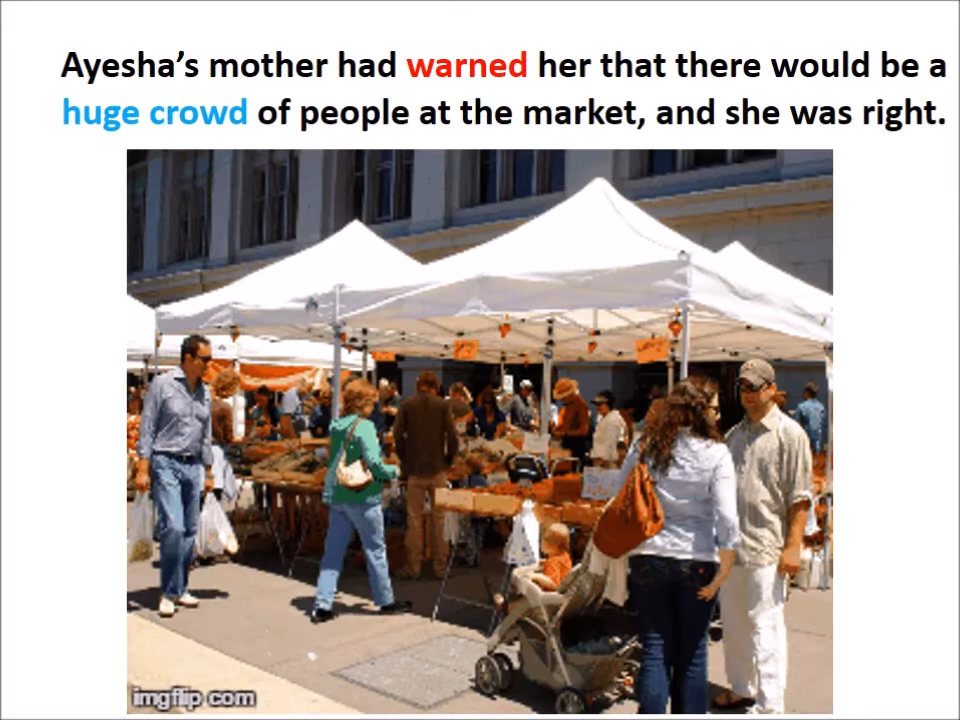 Ayesha’s mother had warned her that there would be a
huge crowd of people at the market, and she was right.
imgflip.com